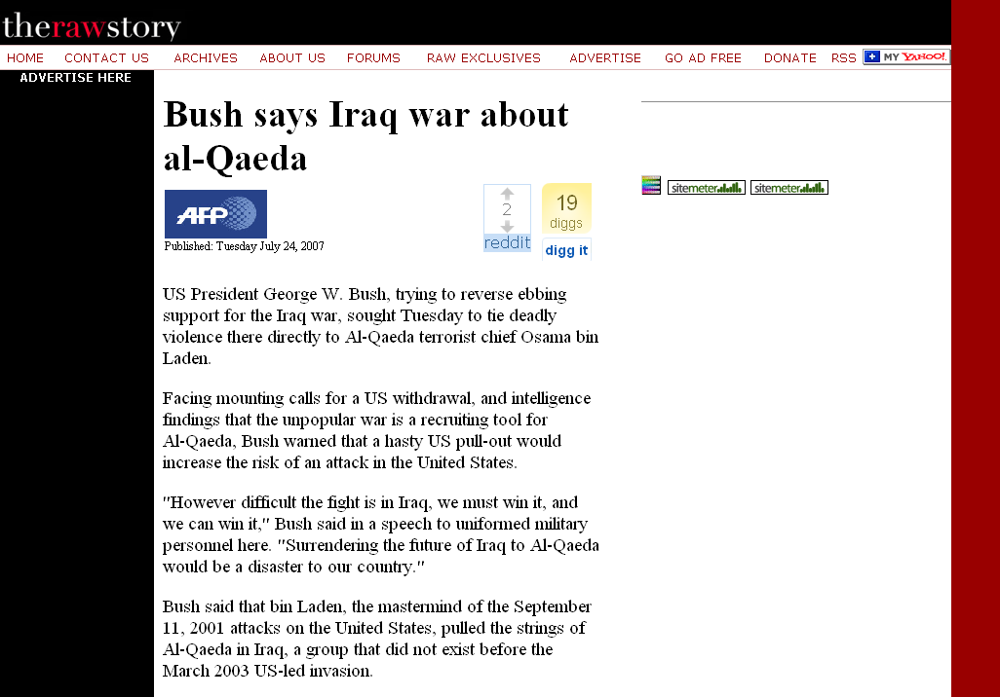 therawstory
HOME CONTACT US ARCHIVES ABOUT US FORUMS RAW EXCLUSIVES ADVERTISE GO AD FREE DONATE RSS MY YAHOO!
ADVERTISE HERE
Bush says Iraq war about
al-Qaeda
AFP
Published: Tuesday July 24, 2007
2
reddit
19
diggs
digg it
sitemeter sitemeter
US President George W. Bush, trying to reverse ebbing
support for the Iraq war, sought Tuesday to tie deadly
violence there directly to Al-Qaeda terrorist chief Osama bin
Laden.
Facing mounting calls for a US withdrawal, and intelligence
findings that the unpopular war is a recruiting tool for
Al-Qaeda, Bush warned that a hasty US pull-out would
increase the risk of an attack in the United States.
"However difficult the fight is in Iraq, we must win it, and
we can win it," Bush said in a speech to uniformed military
personnel here. "Surrendering the future of Iraq to Al-Qaeda
would be a disaster to our country."
Bush said that bin Laden, the mastermind of the September
11, 2001 attacks on the United States, pulled the strings of
Al-Qaeda in Iraq, a group that did not exist before the
March 2003 US-led invasion.